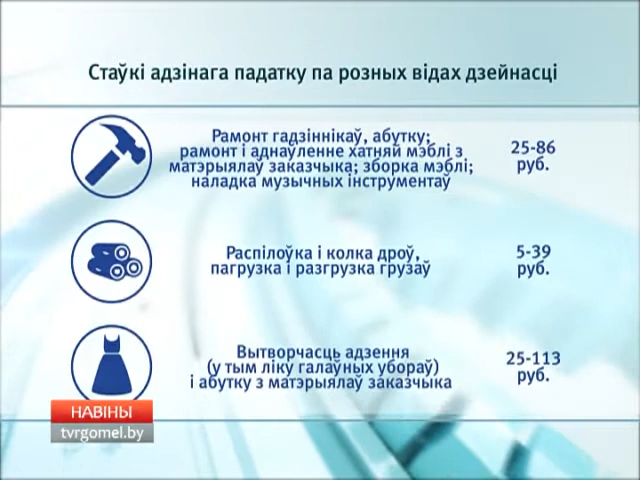 Стаўкі адзінага падатку па розных відах дзейнасці
Рамонт гадзіннікаў, абутку;
рамонт і аднаўленне хатняй мэблі з
матэрыялаў заказчыка; зборка мэблі;
наладка музычных інструментаў
25-86
руб.
Распілоўка і колка дроў,
пагрузка і разгрузка грузаў
5-39
руб.
Вытворчасць адзення
(у тым ліку галаўных убораў)
і абутку з матэрыялаў заказчыка
25-113
руб.
НАВІНЫ
tvrgomel.by